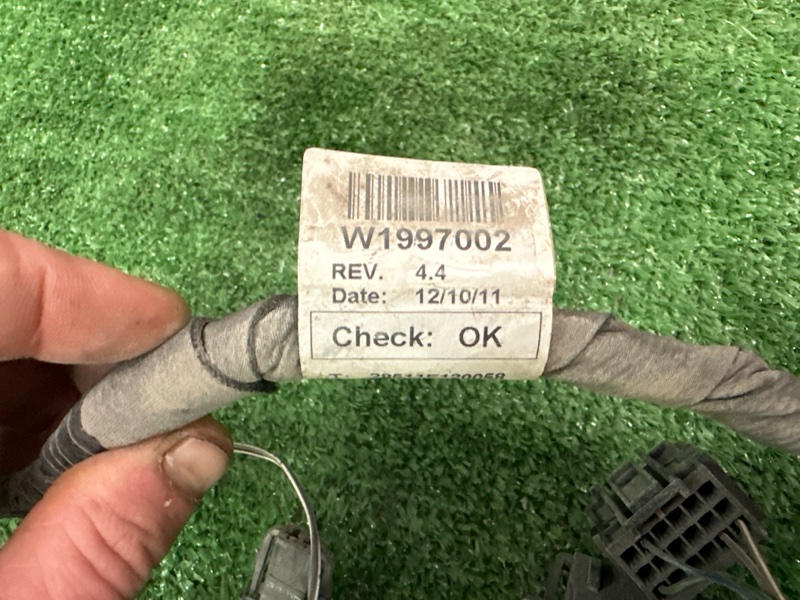 W1997002
REV. 4.4
Date: 12/10/11
Check: OK